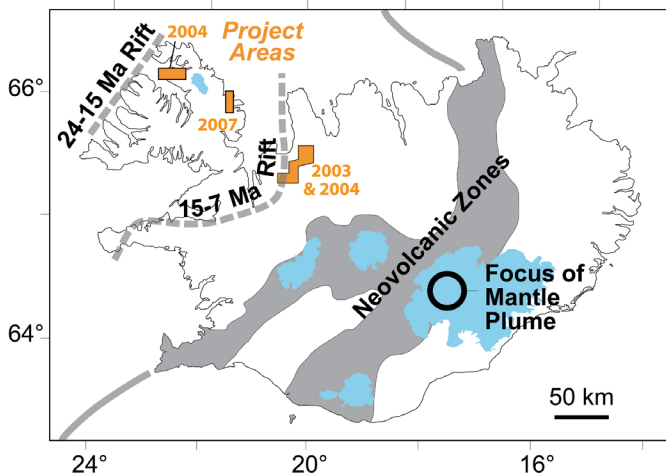 24-15 Ma Rift
2004
Project
Areas
66°
2007
15-7 Ma Rift
2003
& 2004
Neovolcanic Zones
Focus of
Mantle
Plume
64°
50 km
24°
20°
16°